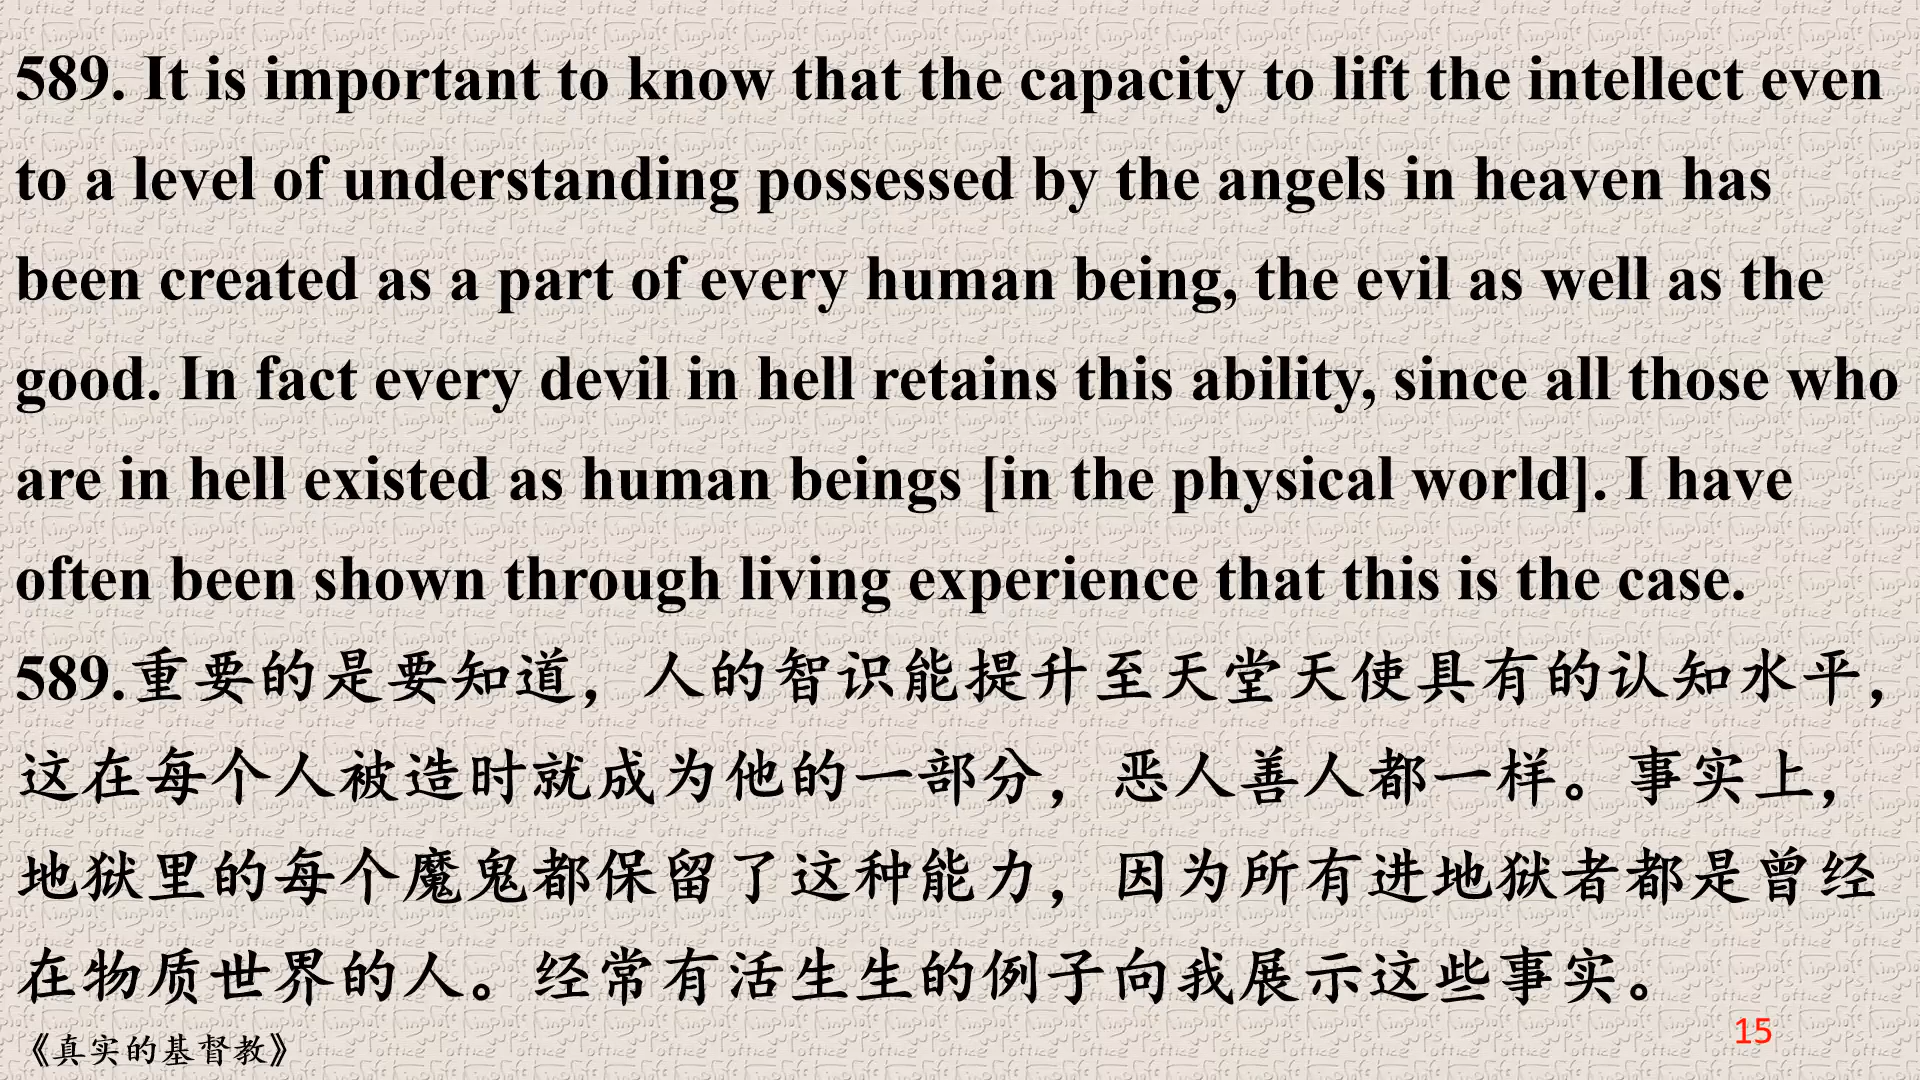 589. It is important to know that the capacity to lift the intellect even
to a level of understanding possessed by the angels in heaven has
been created as a part of every human being, the evil as well as the
good. In fact every devil in hell retains this ability, since all those who
are in hell existed as human beings [in the physical world]. I have
often been shown through living experience that this is the case.
589.重要的是要知道，人的智识能提升至天堂天使具有的认知水平，
这在每个人被造时就成为他的一部分，恶人善人都一样。事实上，
地狱里的每个魔鬼都保留了这种能力，因为所有进地狱者都是曾经
在物质世界的人。经常有活生生的例子向我展示这些事实。
《真实的基督教》
15